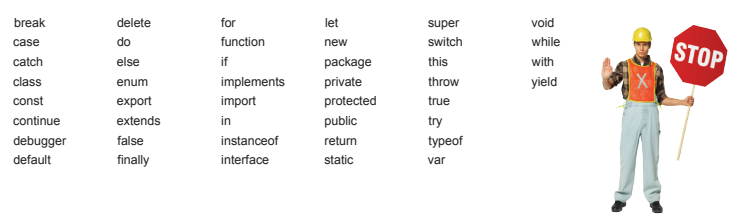 break delete for let super void
case do function new switch while
catch else if package this with
class enum implements private throw yield
const export import protected true
continue extends in public try
debugger false instanceof return typeof
default finally interface static var
STOP